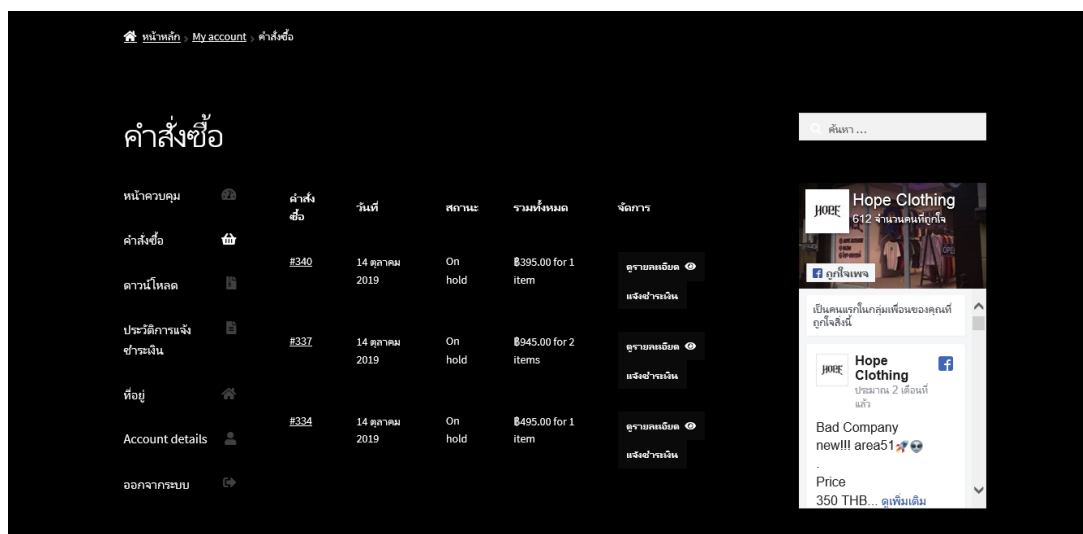 หน้าหลัก › My account › คำสั่งซื้อ
คำสั่งซื้อ
ค้นหา ...
หน้าควบคุม
คำสั่งซื้อ
ดาวน์โหลด
ประวัติการแจ้ง
ชำระเงิน
ที่อยู่
Account details
ออกจากระบบ
คำสั่ง
ซื้อ
วันที่
สถานะ
รวมทั้งหมด
จัดการ
#340
14 ตุลาคม
2019
On
hold
฿395.00 for 1
item
ดูรายละเอียด
แจ้งชำระเงิน
#337
14 ตุลาคม
2019
On
hold
฿945.00 for 2
items
ดูรายละเอียด
แจ้งชำระเงิน
#334
14 ตุลาคม
2019
On
hold
฿495.00 for 1
item
ดูรายละเอียด
แจ้งชำระเงิน
HOPE
Hope Clothing
612 จำนวนคนที่ถูกใจ
OPE
ถูกใจเพจ
เป็นคนแรกในกลุ่มเพื่อนของคุณที่
ถูกใจสิ่งนี้
HOPE
Hope
Clothing
ประมาณ 2 เดือนที่
แล้ว
Bad Company
new!!! area51🚀👽
.
Price
350 THB... ดูเพิ่มเติม